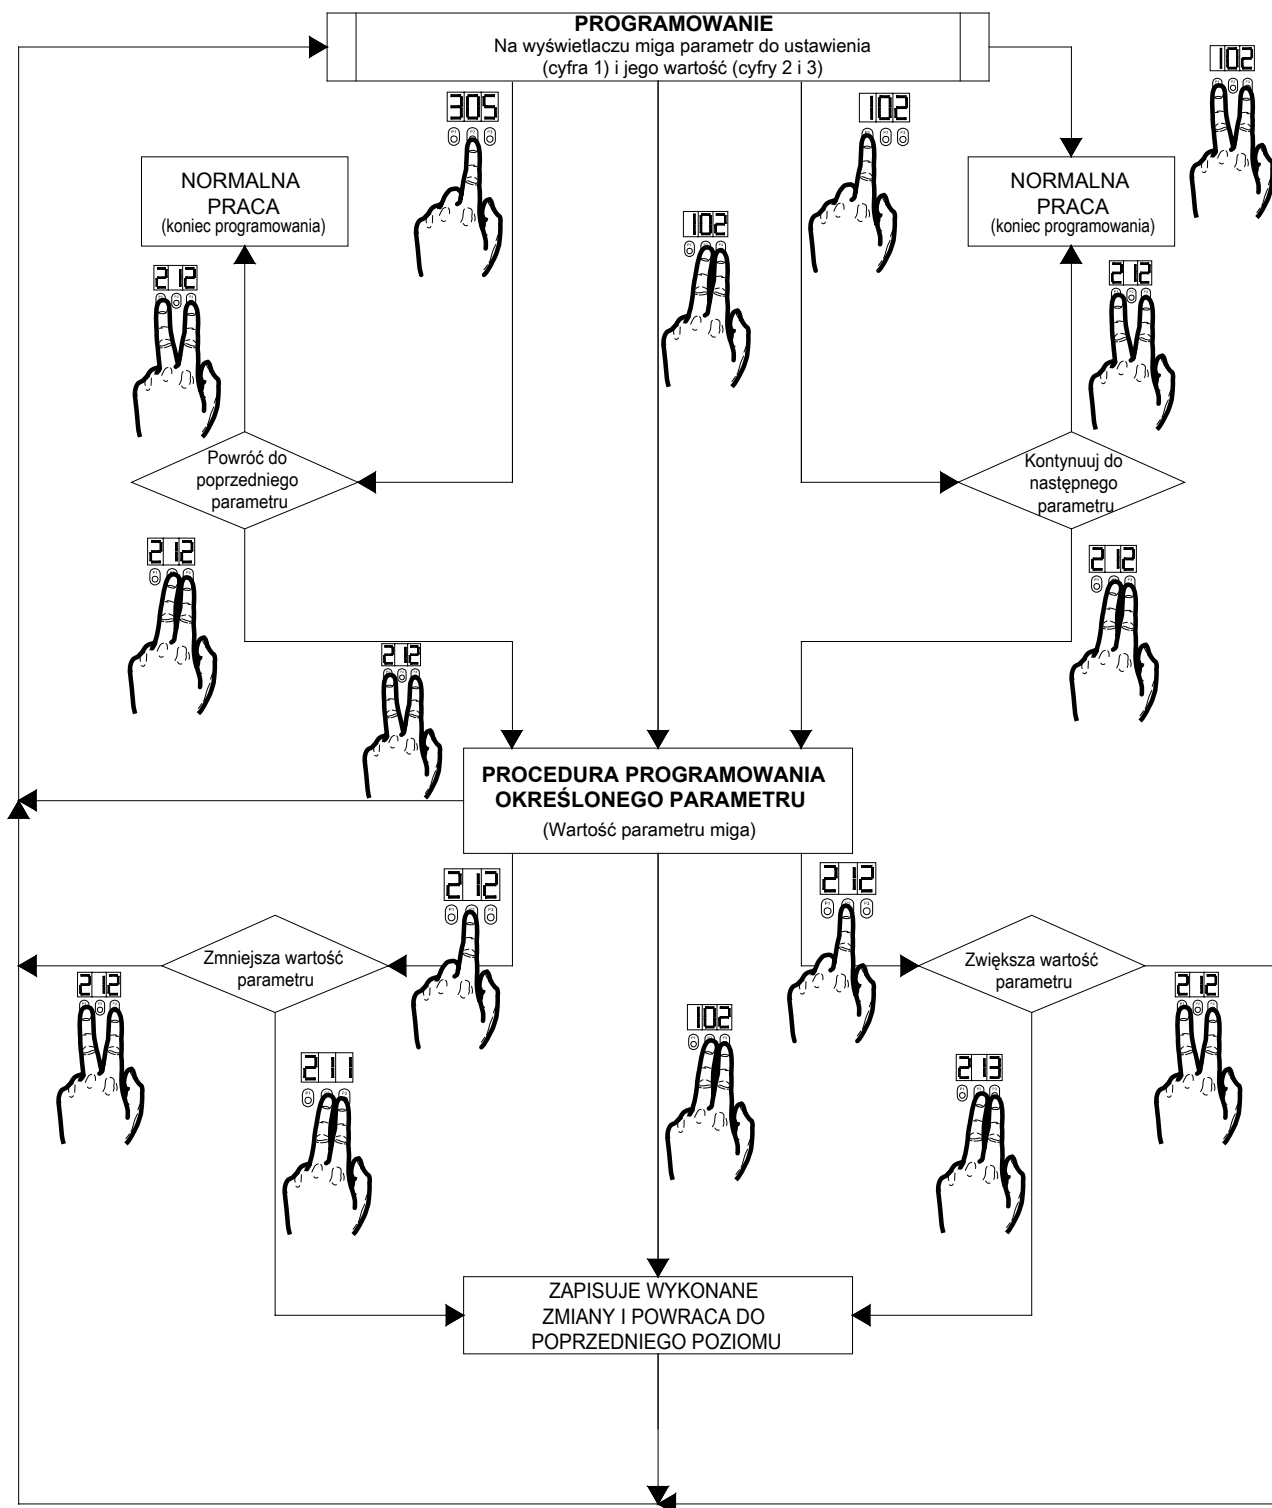 PROGRAMOWANIE
Na wyświetlaczu miga parametr do ustawienia
(cyfra 1) i jego wartość (cyfry 2 i 3)
102
305
102
NORMALNA
PRACA
(koniec programowania)
NORMALNA
PRACA
(koniec programowania)
102
212
212
Powróć do
poprzedniego
parametru
Kontynuuj do
następnego
parametru
212
212
212
PROCEDURA PROGRAMOWANIA
OKREŚLONEGO PARAMETRU
(Wartość parametru miga)
212
212
Zmniejsza wartość
parametru
Zwiększa wartość
parametru
212
212
102
211
213
ZAPISUJE WYKONANE
ZMIANY I POWRACA DO
POPRZEDNIEGO POZIOMU